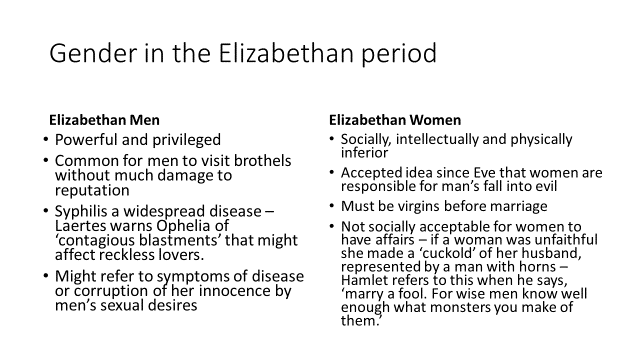 Gender in the Elizabethan period
Elizabethan Men
• Powerful and privileged
• Common for men to visit brothels
without much damage to
reputation
• Syphilis a widespread disease –
Laertes warns Ophelia of
‘contagious blastments’ that might
affect reckless lovers.
• Might refer to symptoms of disease
or corruption of her innocence by
men’s sexual desires
Elizabethan Women
• Socially, intellectually and physically
inferior
• Accepted idea since Eve that women are
responsible for man’s fall into evil
• Must be virgins before marriage
• Not socially acceptable for women to
have affairs – if a woman was unfaithful
she made a ‘cuckold’ of her husband,
represented by a man with horns –
Hamlet refers to this when he says,
‘marry a fool. For wise men know well
enough what monsters you make of
them.’